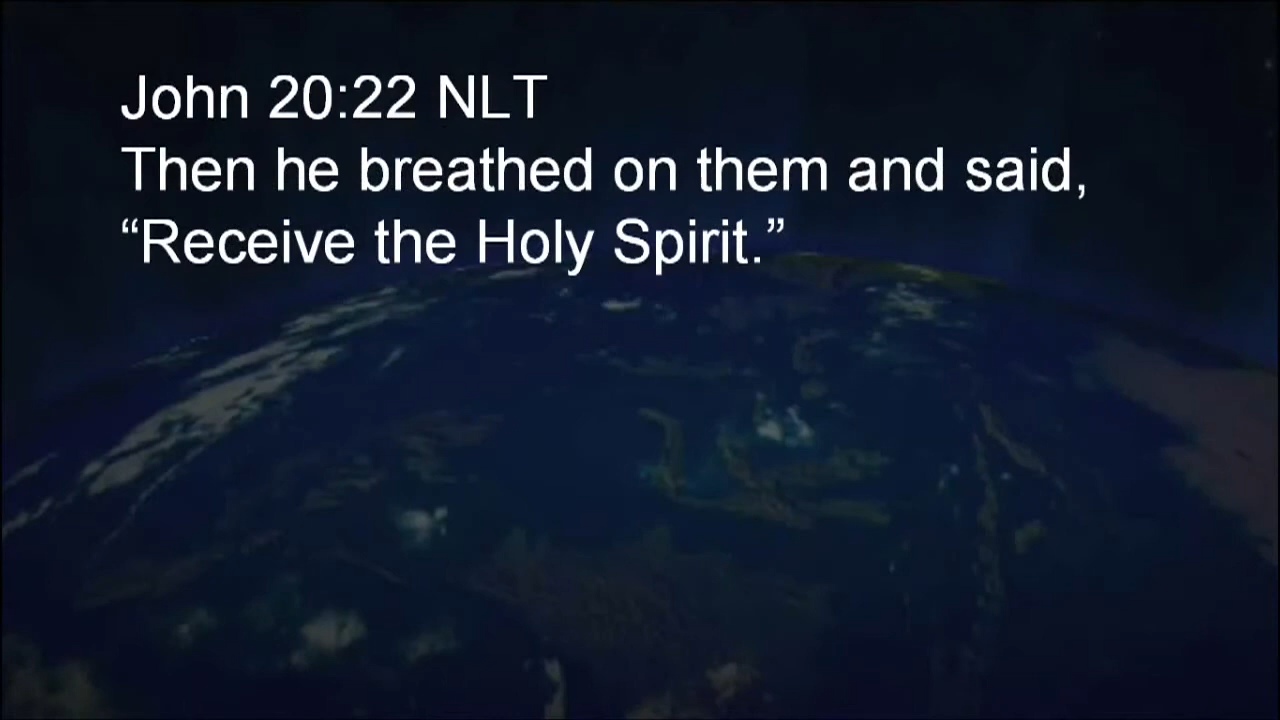 John 20:22 NLT
Then he breathed on them and said,
“Receive the Holy Spirit.”